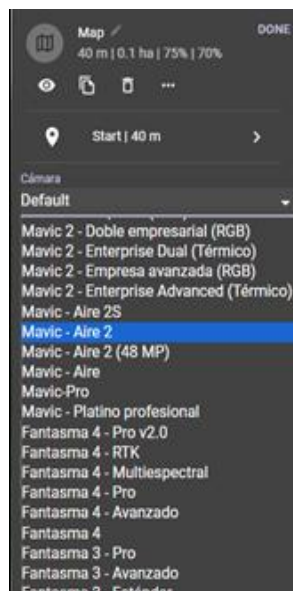 Map
DONE
40 m | 0.1 ha | 75% | 70%
Start | 40 m
Cámara
Default
Mavic 2 - Doble empresarial (RGB)
Mavic 2 - Enterprise Dual (Térmico)
Mavic 2 - Empresa avanzada (RGB)
Mavic 2 - Enterprise Advanced (Térmico)
Mavic - Aire 2S
Mavic - Aire 2
Mavic - Aire 2 (48 MP)
Mavic - Aire
Mavic-Pro
Mavic - Platino profesional
Fantasma 4 - Pro v2.0
Fantasma 4 - RTK
Fantasma 4 - Multiespectral
Fantasma 4 - Pro
Fantasma 4 - Avanzado
Fantasma 4
Fantasma 3 - Pro
Fantasma 3 - Avanzado
Fantasma 3 - Estándar